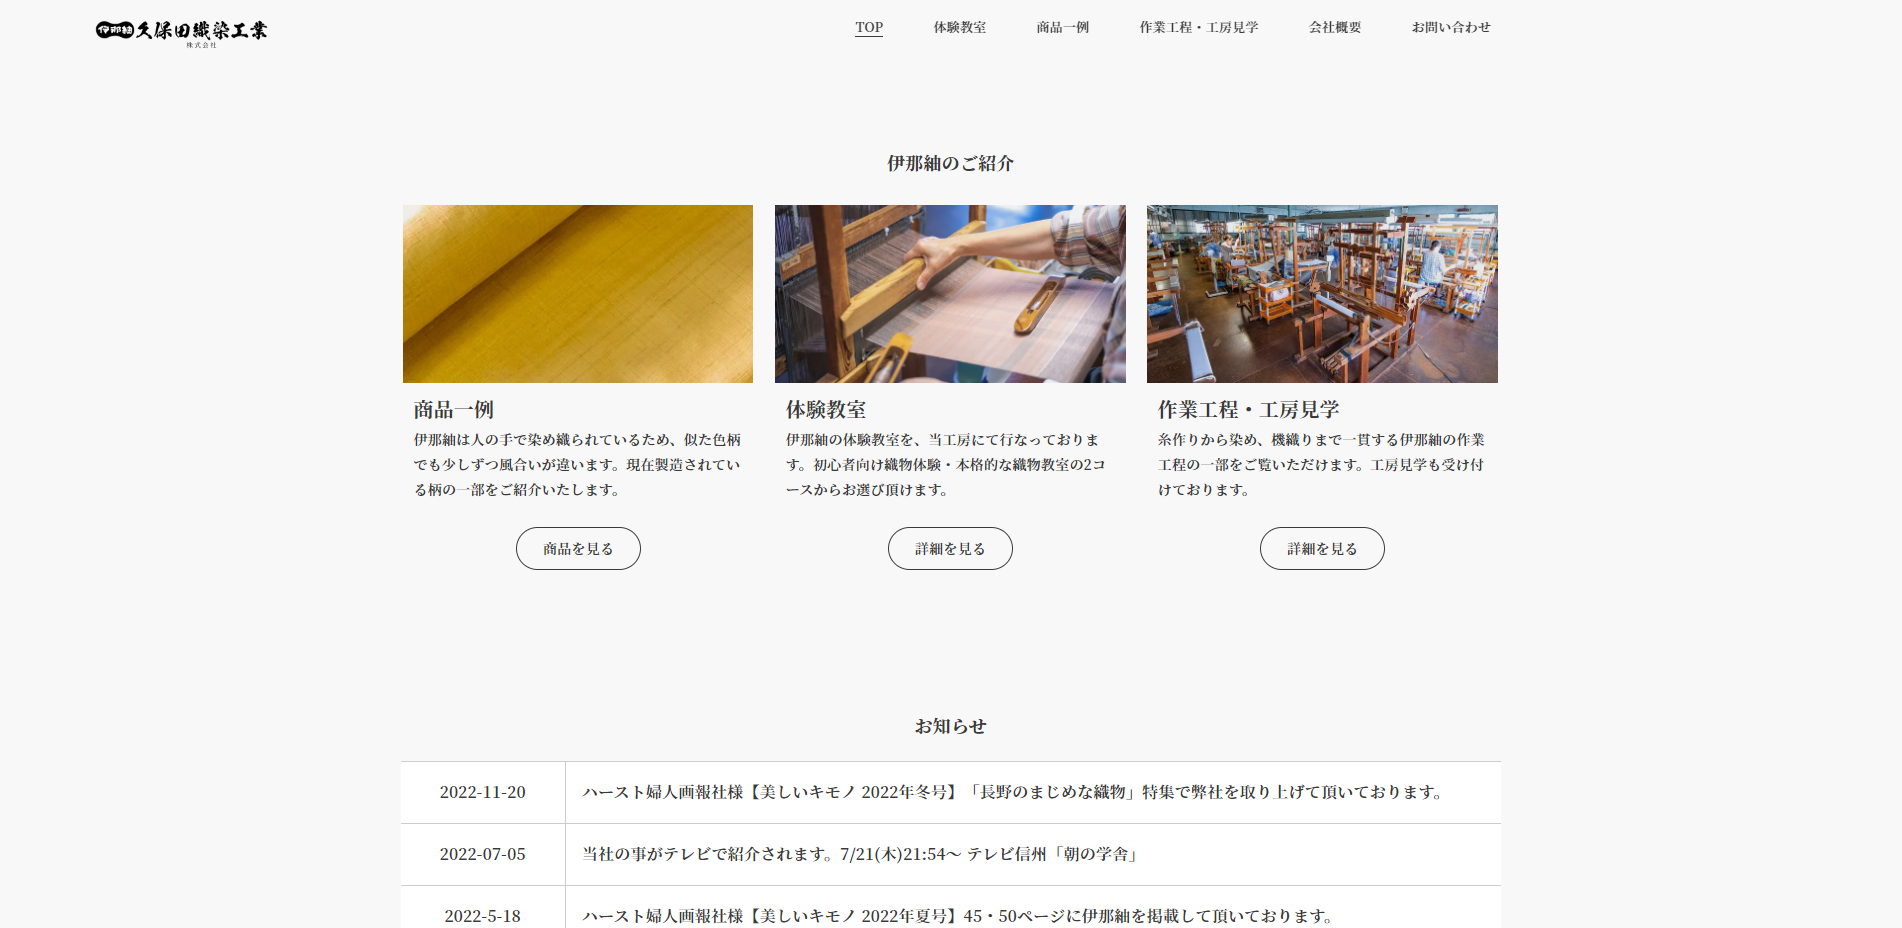 伊那紬 久保田織染工業
株式会社
TOP 体験教室 商品一例 作業工程・工房見学 会社概要 お問い合わせ
伊那紬のご紹介
商品一例
伊那紬は人の手で染め織られているため、似た色柄
でも少しずつ風合いが違います。現在製造されてい
る柄の一部をご紹介いたします。
商品を見る
体験教室
伊那紬の体験教室を、当工房にて行なっておりま
す。初心者向け織物体験・本格的な織物教室の2コ
ースからお選び頂けます。
詳細を見る
作業工程・工房見学
糸作りから染め、機織りまで一貫する伊那紬の作業
工程の一部をご覧いただけます。工房見学も受け付
けております。
詳細を見る
お知らせ
2022-11-20 ハースト婦人画報社様【美しいキモノ 2022年冬号】「長野のまじめな織物」特集で弊社を取り上げて頂いております。
2022-07-05 当社の事がテレビで紹介されます。7/21(木)21:54〜 テレビ信州「朝の学舎」
2022-5-18 ハースト婦人画報社様【美しいキモノ 2022年夏号】45・50ページに伊那紬を掲載して頂いております。